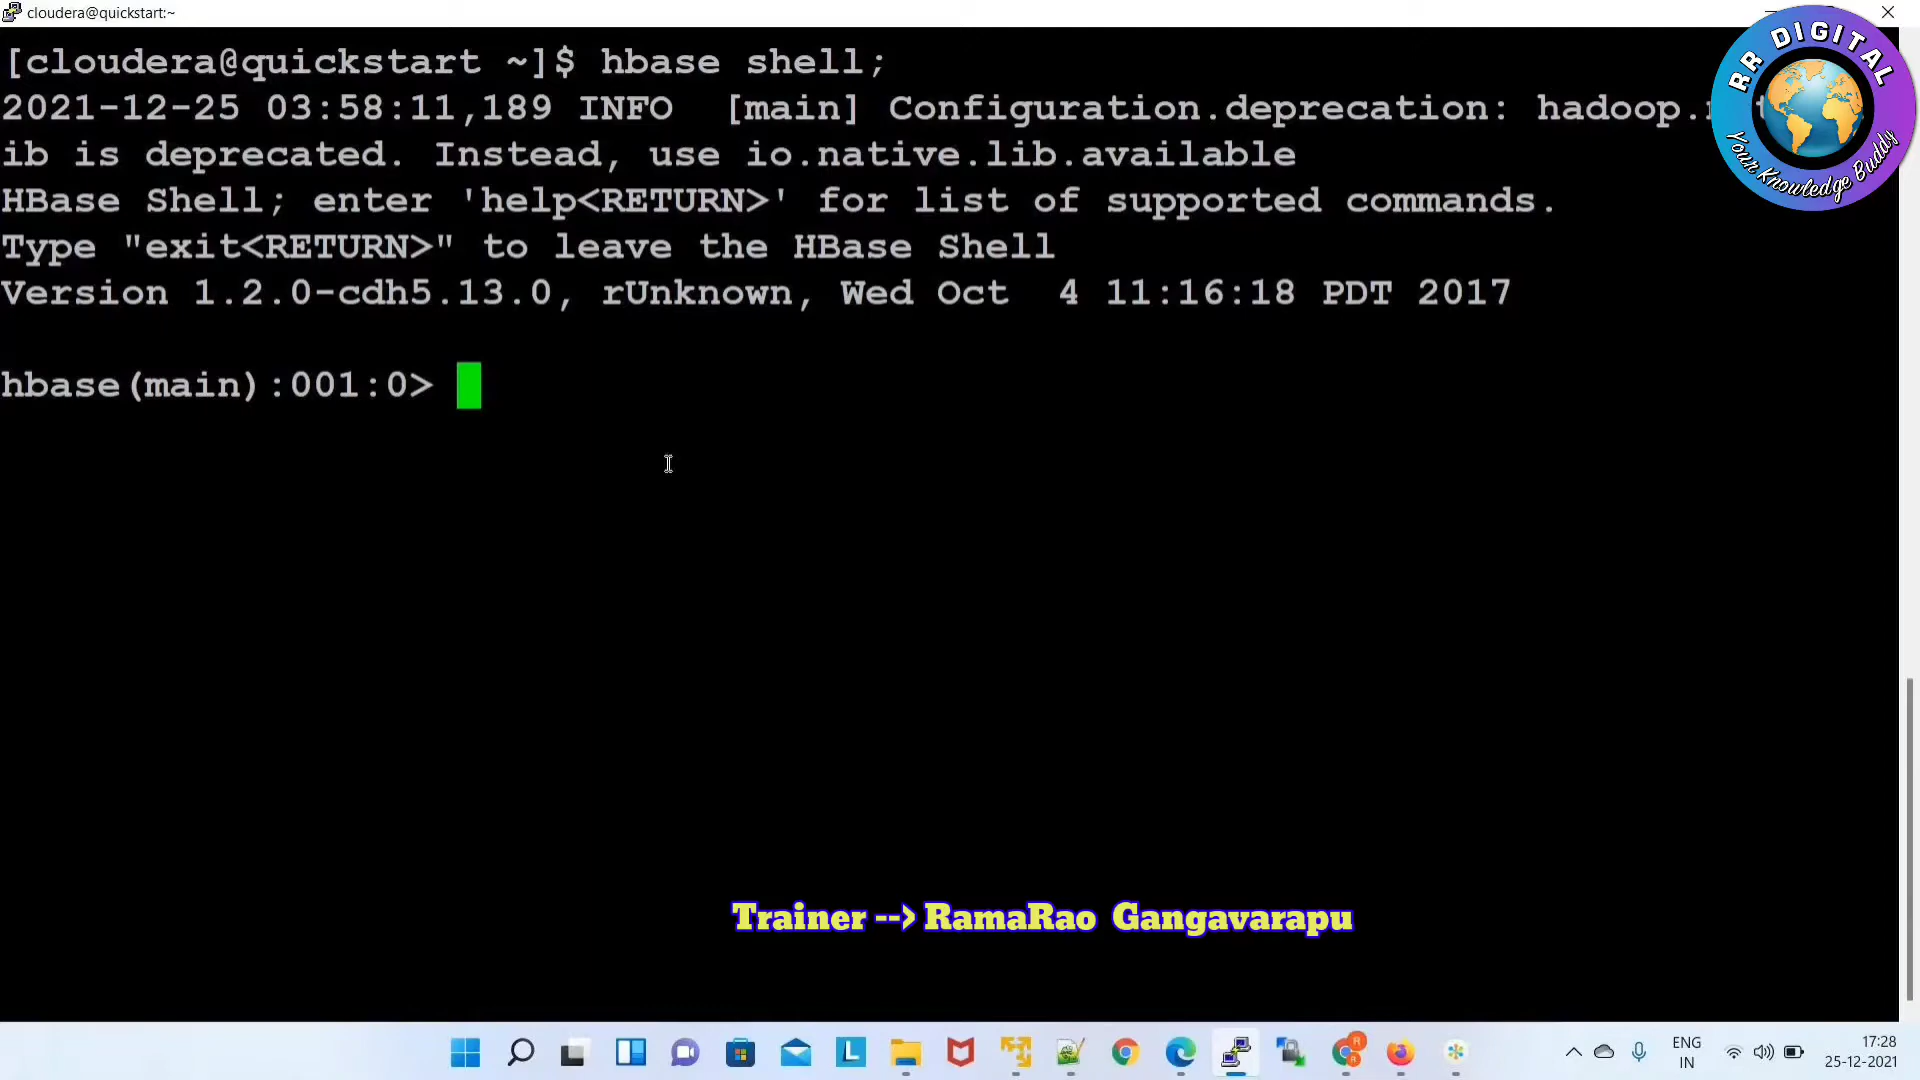 cloudera@quickstart:~
[cloudera@quickstart ~]$ hbase shell;
2021-12-25 03:58:11,189 INFO  [main] Configuration.deprecation: hadoop.
ib is deprecated. Instead, use io.native.lib.available
HBase Shell; enter 'help<RETURN>' for list of supported commands.
Type "exit<RETURN>" to leave the HBase Shell
Version 1.2.0-cdh5.13.0, rUnknown, Wed Oct  4 11:16:18 PDT 2017
hbase(main):001:0>
RR DIGITAL
Your Knowledge Buddy
Trainer --> RamaRao  Gangavarapu
L
R
R
ENG
IN
17:28
25-12-2021